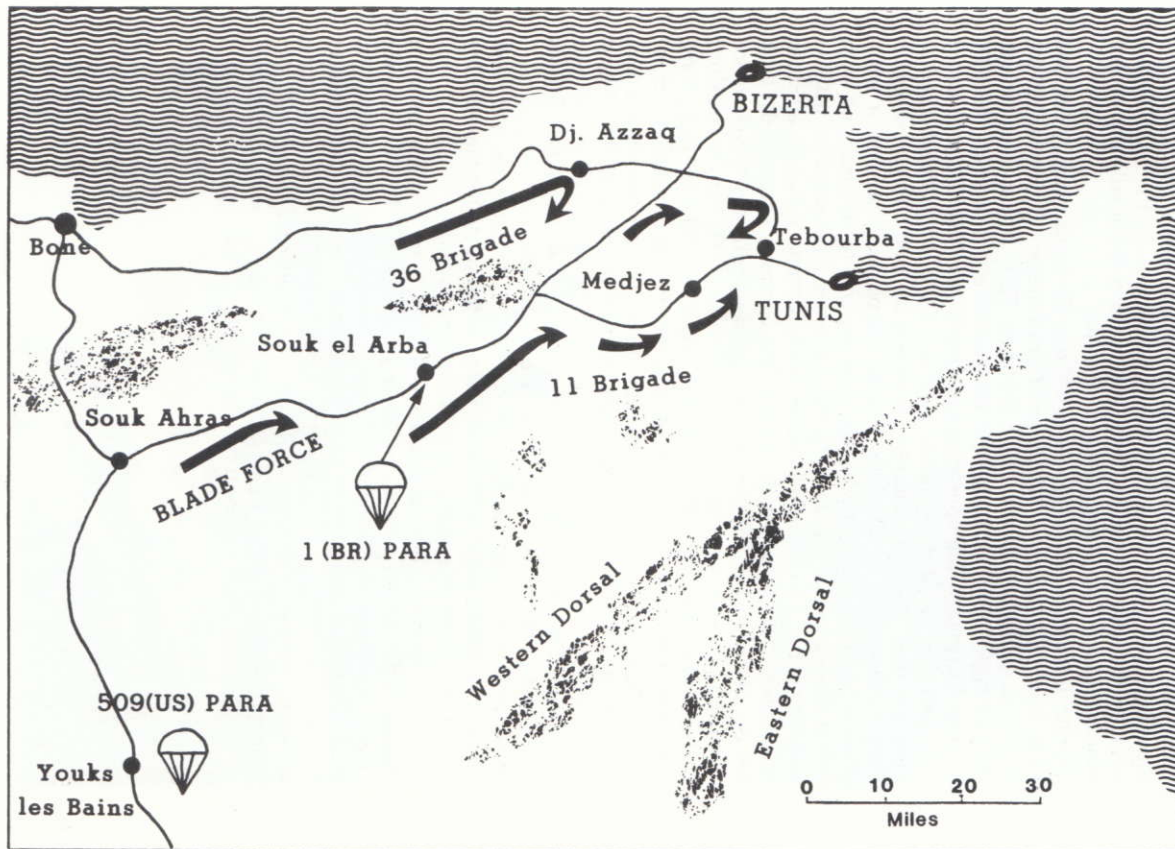 BIZERTA
Dj. Azzaq
Bone
36 Brigade
Tebourba
Medjez
TUNIS
Souk el Arba
11 Brigade
Souk Ahras
BLADE FORCE
1 (BR) PARA
Western Dorsal
Eastern Dorsal
509(US) PARA
Youks
les Bains
0 10 20 30
Miles